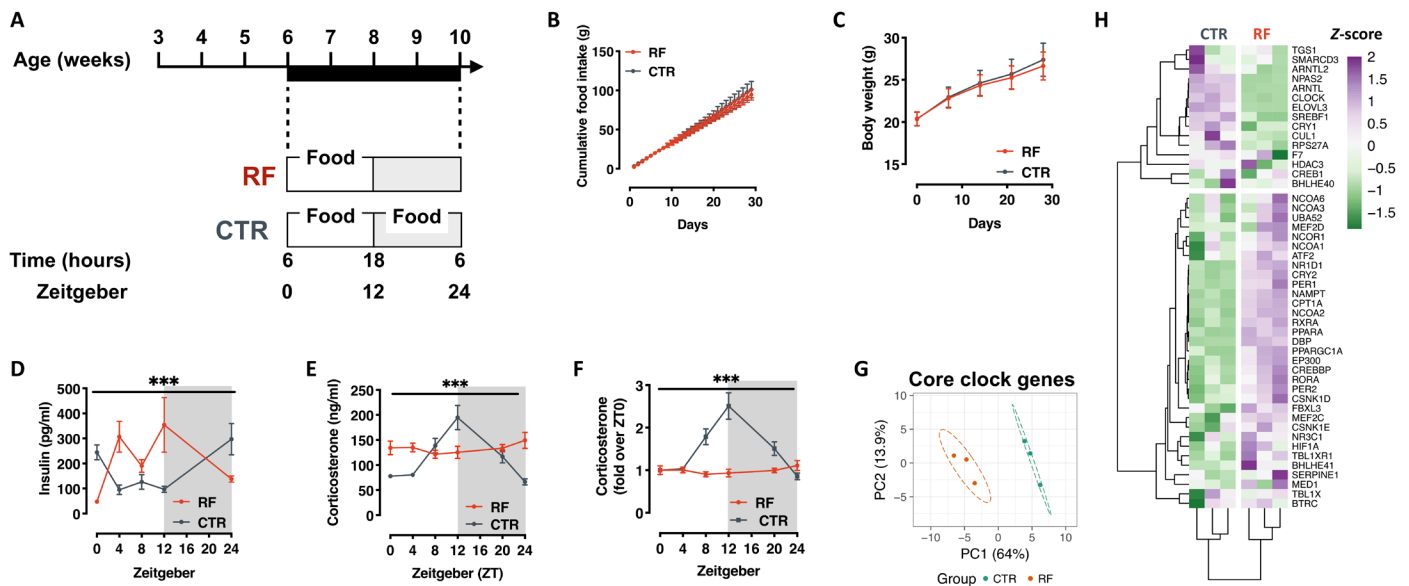 A
3 4 5 6 7 8 9 10
Age (weeks)
Food
RF
Food Food
CTR
Time (hours) 6 18 6
Zeitgeber 0 12 24
B
Cumulative food intake (g)
150
100
50
0
RF
CTR
0 10 20 30
Days
C
Body weight (g)
30
25
20
15
RF
CTR
0 10 20 30
Days
D
***
Insulin (pg/ml)
500
400
300
200
100
0
RF
CTR
0 4 8 12 16 20 24
Zeitgeber
E
***
Corticosterone (ng/ml)
250
200
150
100
50
0
RF
CTR
0 4 8 12 16 20 24
Zeitgeber (ZT)
F
***
Corticosterone
(fold over ZT0)
3
2
1
0
RF
CTR
0 4 8 12 16 20 24
Zeitgeber
G
Core clock genes
PC2 (13.9%)
10
5
0
−5
−10 −5 0 5 10
PC1 (64%)
Group CTR RF
H
CTR RF
Z-score
2
1.5
1
0.5
0
−0.5
−1
−1.5
TGS1
SMARCD3
ARNTL2
NPAS2
ARNTL
CLOCK
ELOVL3
SREBF1
CRY1
CUL1
RPS27A
F7
HDAC3
CREB1
BHLHE40
NCOA6
NCOA3
UBA52
MEF2D
NCOR1
NCOA1
ATF2
NR1D1
CRY2
PER1
NAMPT
CPT1A
NCOA2
RXRA
PPARA
DBP
PPARGC1A
EP300
CREBBP
RORA
PER2
CSNK1D
FBXL3
MEF2C
CSNK1E
NR3C1
HIF1A
TBL1XR1
BHLHE41
SERPINE1
MED1
TBL1X
BTRC